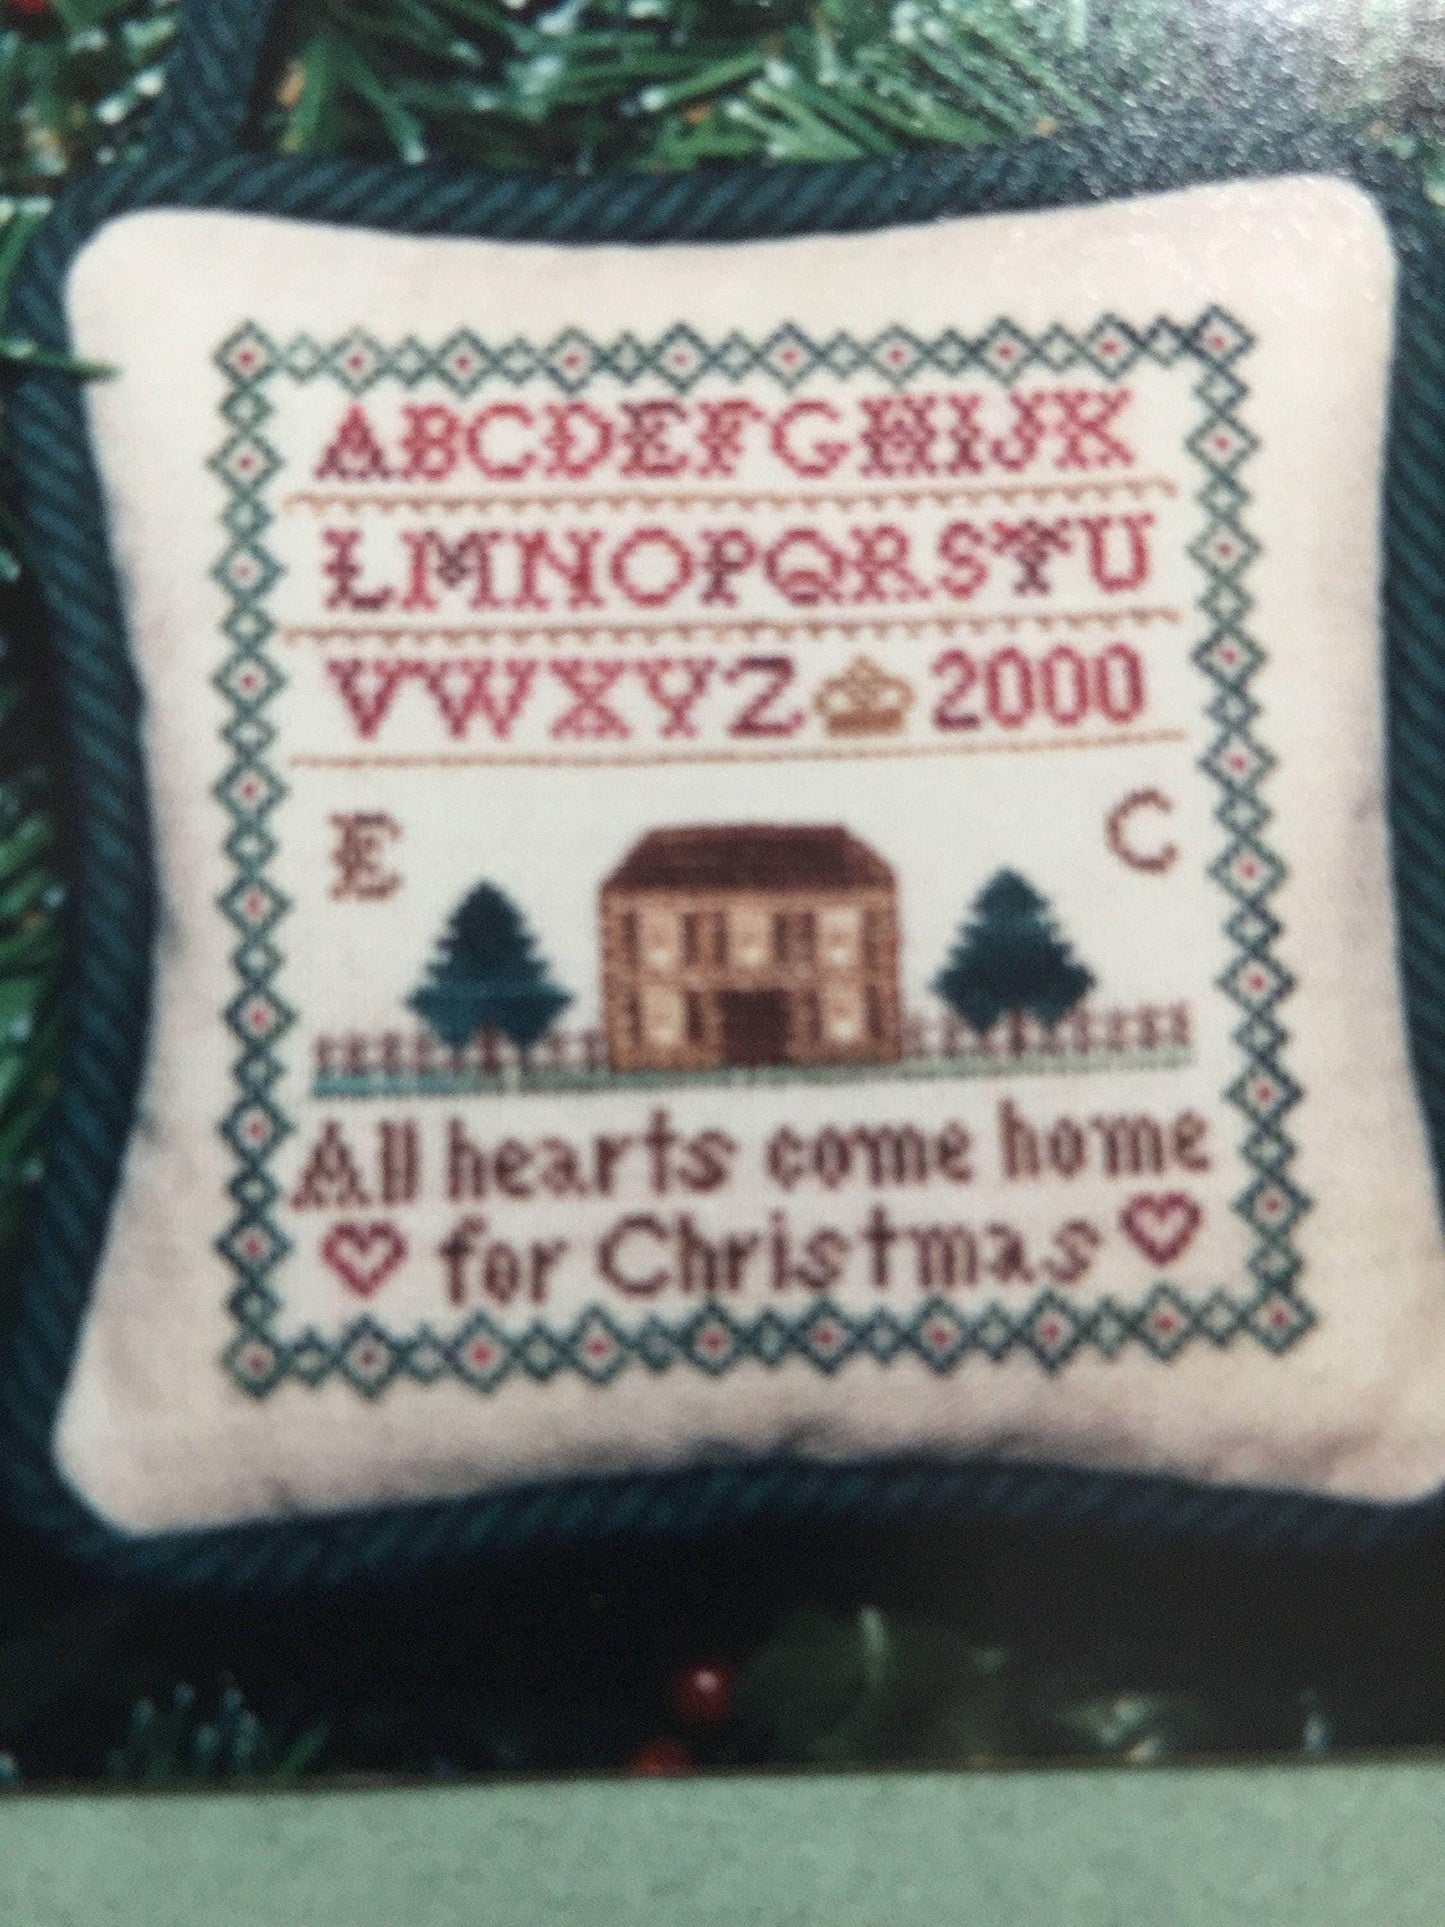 ABCDEFGHIJK
LMNOPQRSTU
VWXYZ 2000
E C
All hearts come home
for Christmas